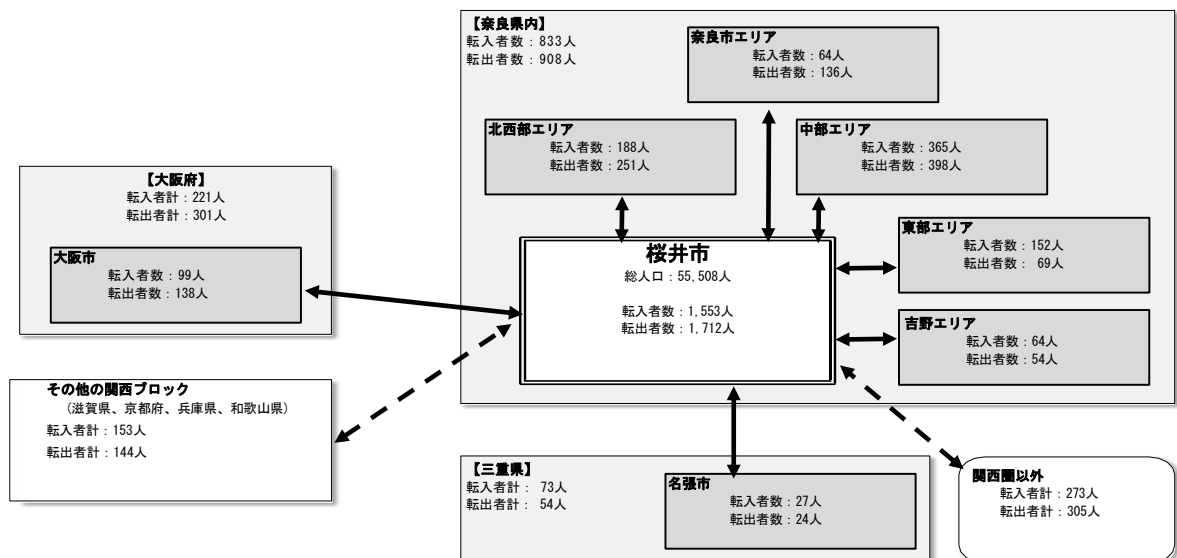 【奈良県内】
転入者数：833人
転出者数：908人
奈良市エリア
転入者数：64人
転出者数：136人
北西部エリア
転入者数：188人
転出者数：251人
中部エリア
転入者数：365人
転出者数：398人
【大阪府】
転入者計：221人
転出者計：301人
大阪市
転入者数：99人
転出者数：138人
桜井市
総人口：55,508人
転入者数：1,553人
転出者数：1,712人
東部エリア
転入者数：152人
転出者数： 69人
吉野エリア
転入者数：64人
転出者数：54人
その他の関西ブロック
（滋賀県、京都府、兵庫県、和歌山県）
転入者計：153人
転出者計：144人
【三重県】
転入者計： 73人
転出者計： 54人
名張市
転入者数：27人
転出者数：24人
関西圏以外
転入者計：273人
転出者計：305人